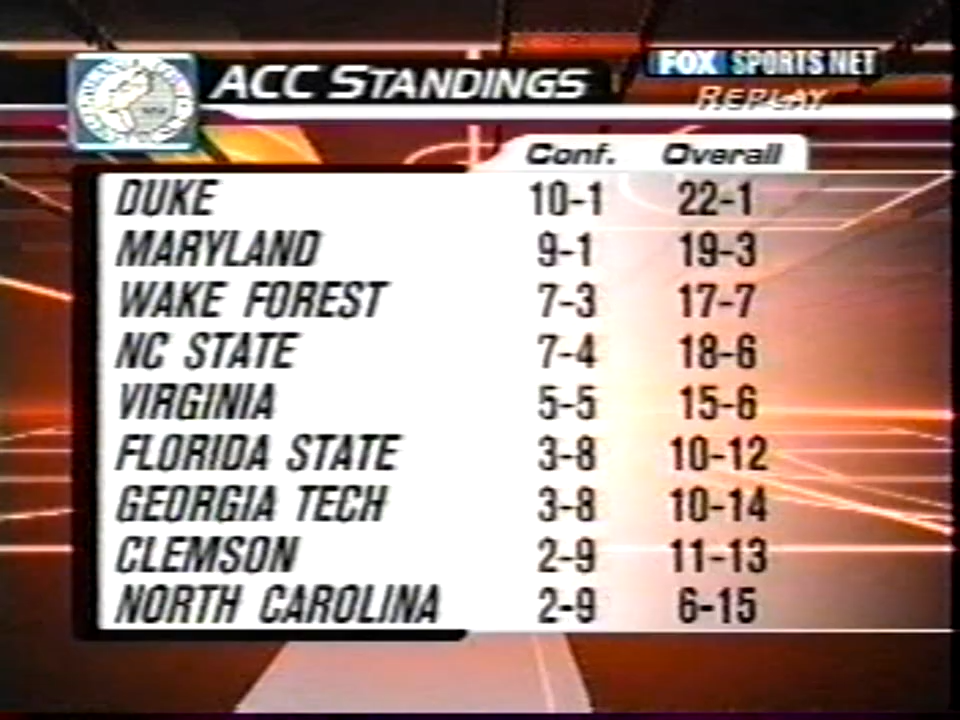 ACC STANDINGS
FOX SPORTS NET
REPLAY
Conf. Overall
DUKE 10-1 22-1
MARYLAND 9-1 19-3
WAKE FOREST 7-3 17-7
NC STATE 7-4 18-6
VIRGINIA 5-5 15-6
FLORIDA STATE 3-8 10-12
GEORGIA TECH 3-8 10-14
CLEMSON 2-9 11-13
NORTH CAROLINA 2-9 6-15